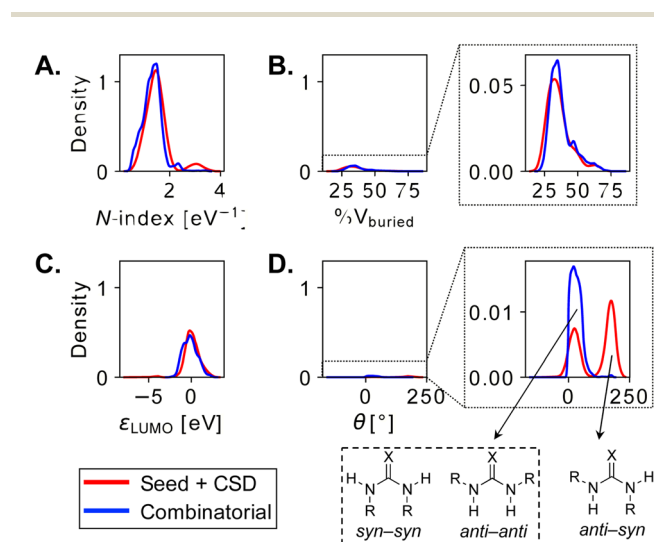 A.
1
0
Density
2
4
N-index [eV⁻¹]
B.
1
0
25 50 75
%V_buried
0.05
0.00
25 50 75
C.
1
0
Density
−5 0
ε_LUMO [eV]
D.
1
0
0 250
θ [°]
0.01
0.00
0 250
Seed + CSD
Combinatorial
X
H N N H
R R
syn–syn
X
R N N R
H H
anti–anti
X
R N N H
H R
anti–syn